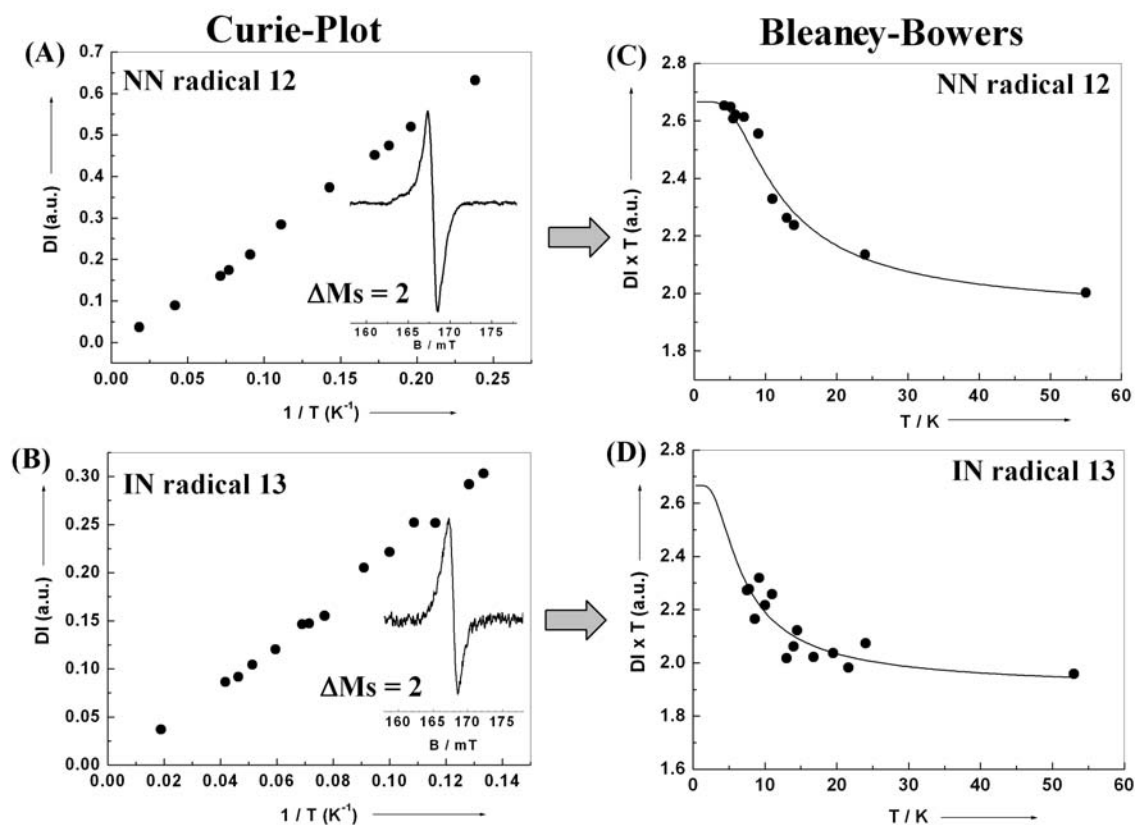 Curie-Plot
Bleaney-Bowers
(A)
NN radical 12
DI (a.u.)
0.7
0.6
0.5
0.4
0.3
0.2
0.1
0.0
ΔMs = 2
160 165 170 175
B / mT
0.00 0.05 0.10 0.15 0.20 0.25
1 / T (K⁻¹)
(C)
NN radical 12
DI x T (a.u.)
2.8
2.6
2.4
2.2
2.0
1.8
0 10 20 30 40 50 60
T / K
(B)
IN radical 13
DI (a.u.)
0.30
0.25
0.20
0.15
0.10
0.05
0.00
ΔMs = 2
160 165 170 175
B / mT
0.00 0.02 0.04 0.06 0.08 0.10 0.12 0.14
1 / T (K⁻¹)
(D)
IN radical 13
DI x T (a.u.)
2.8
2.6
2.4
2.2
2.0
1.8
1.6
0 10 20 30 40 50 60
T / K